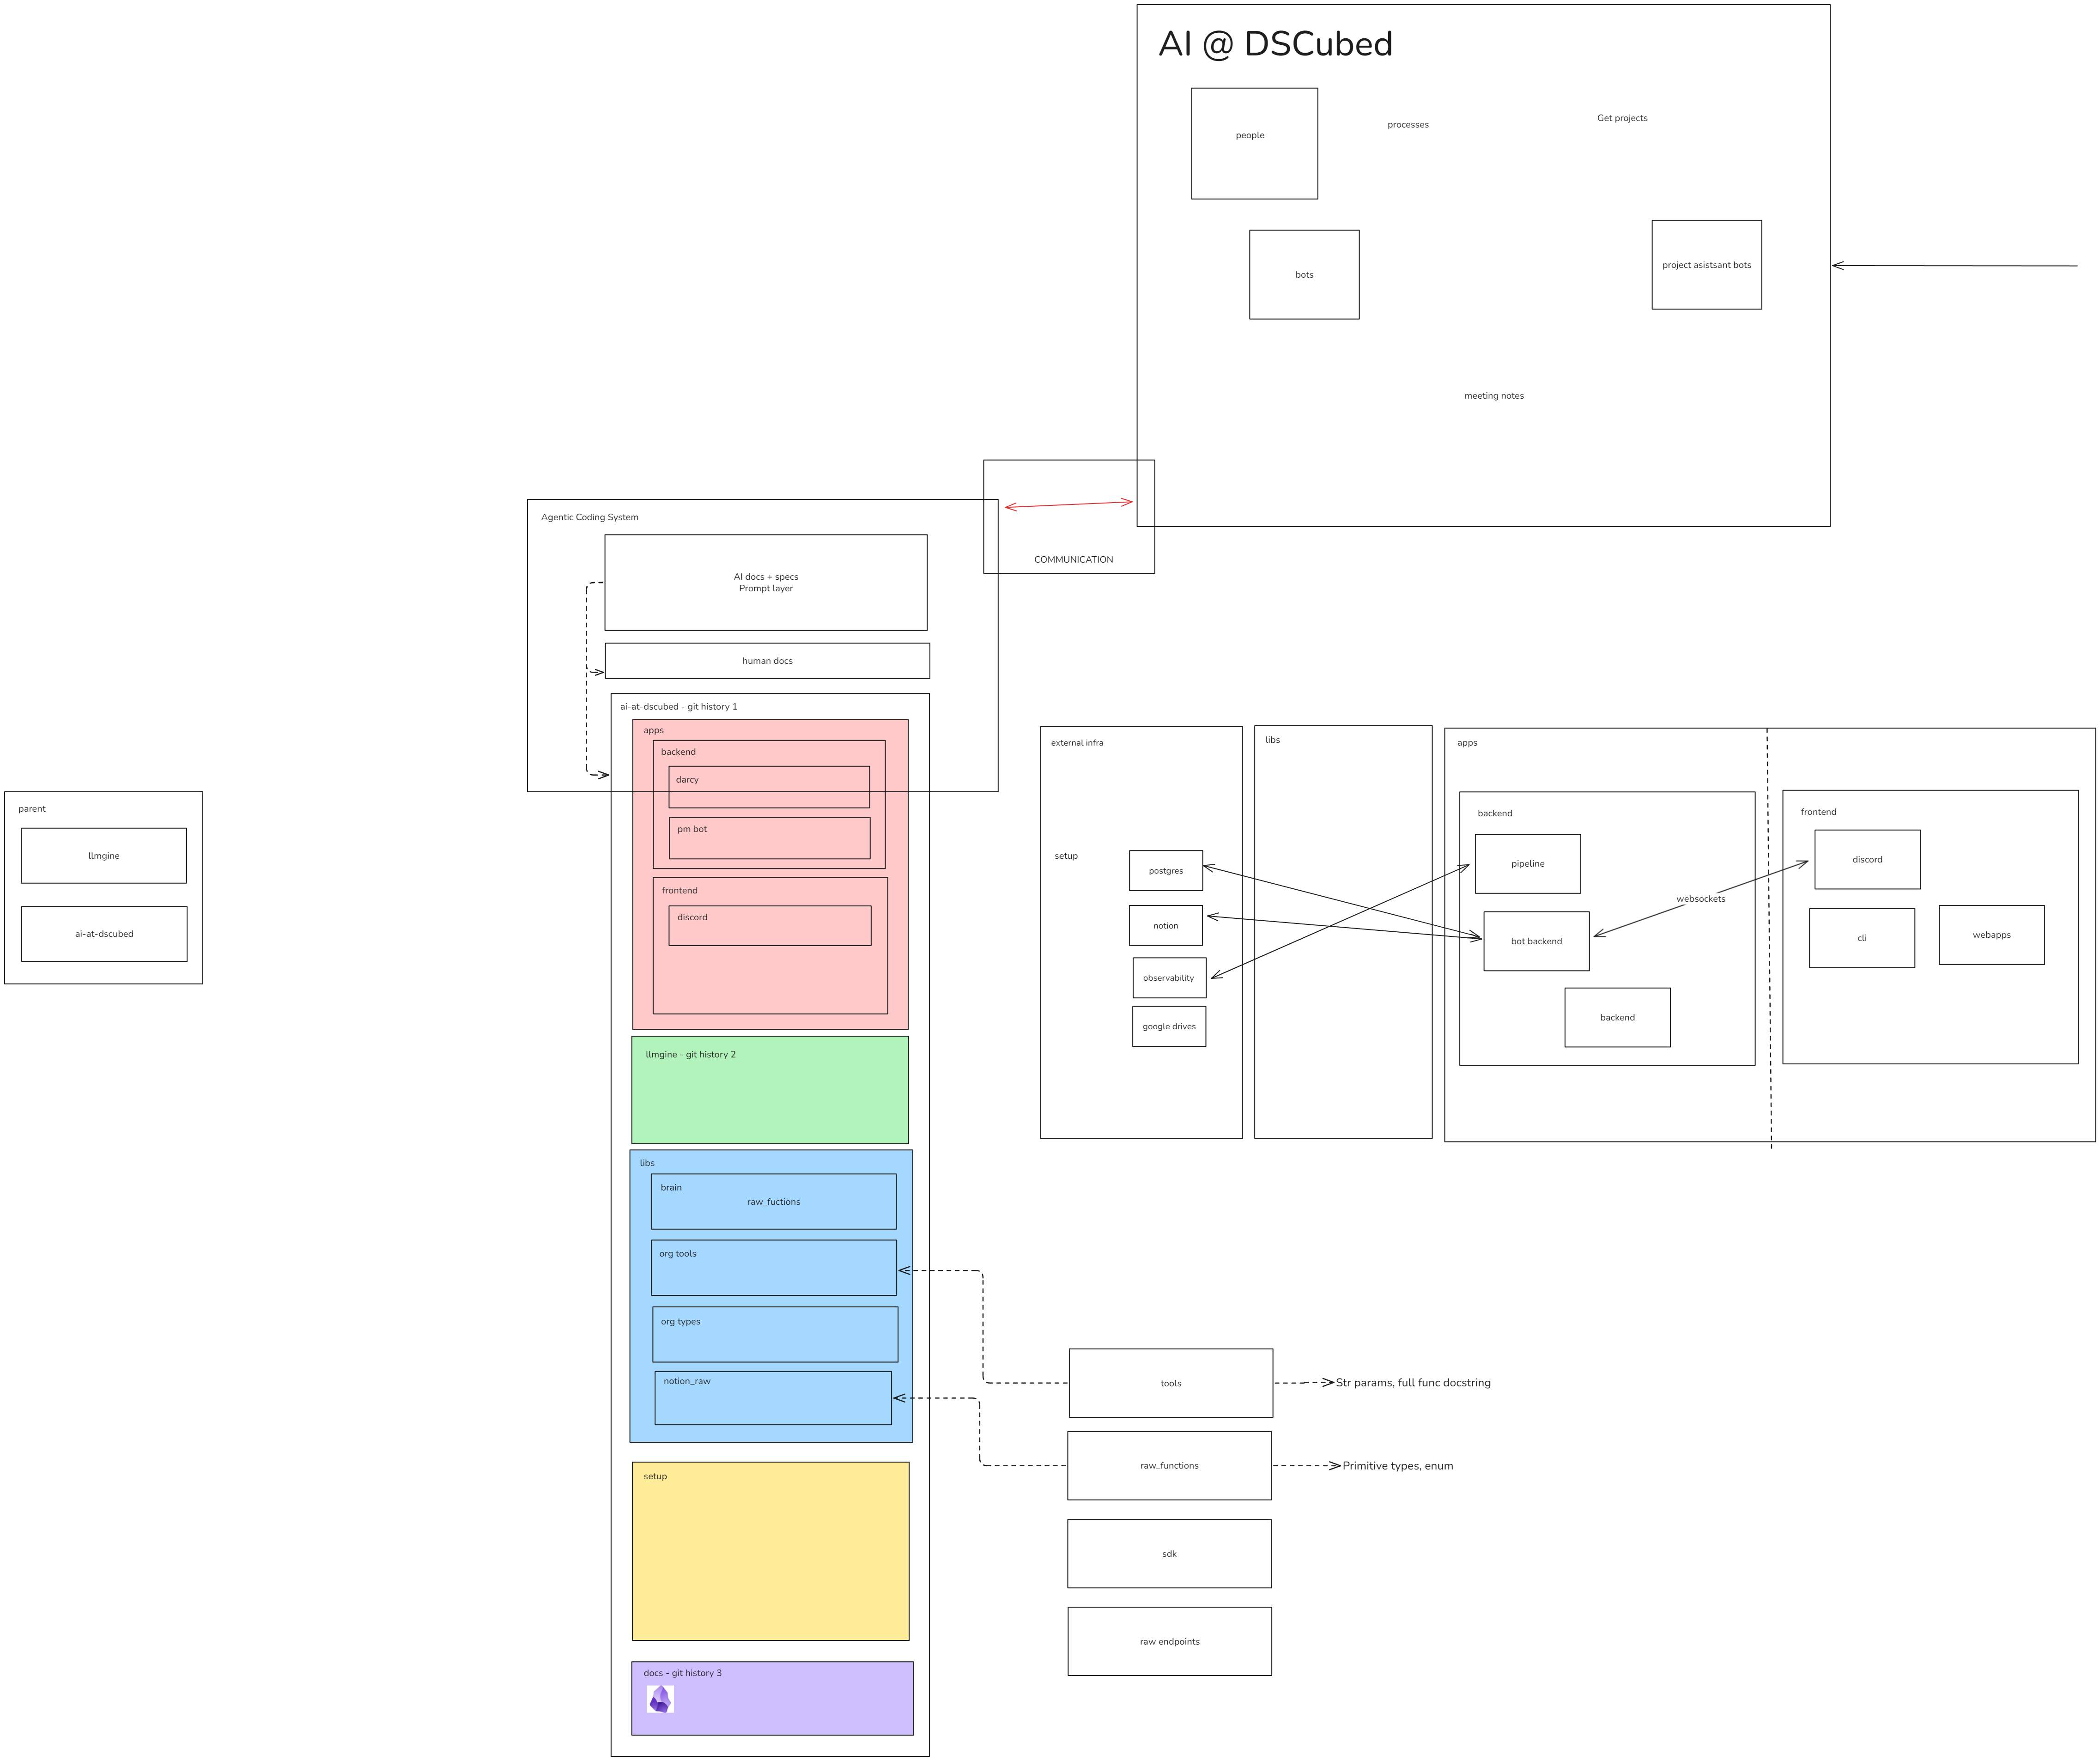 AI @ DSCubed
people
processes
Get projects
bots
project asistsant bots
meeting notes
COMMUNICATION
Agentic Coding System
AI docs + specs
Prompt layer
human docs
ai-at-dscubed - git history 1
apps
backend
darcy
pm bot
frontend
discord
llmgine - git history 2
libs
brain
raw_fuctions
org tools
org types
notion_raw
setup
docs - git history 3
parent
llmgine
ai-at-dscubed
external infra
setup
postgres
notion
observability
google drives
libs
apps
backend
pipeline
bot backend
backend
websockets
frontend
discord
cli
webapps
tools
Str params, full func docstring
raw_functions
Primitive types, enum
sdk
raw endpoints